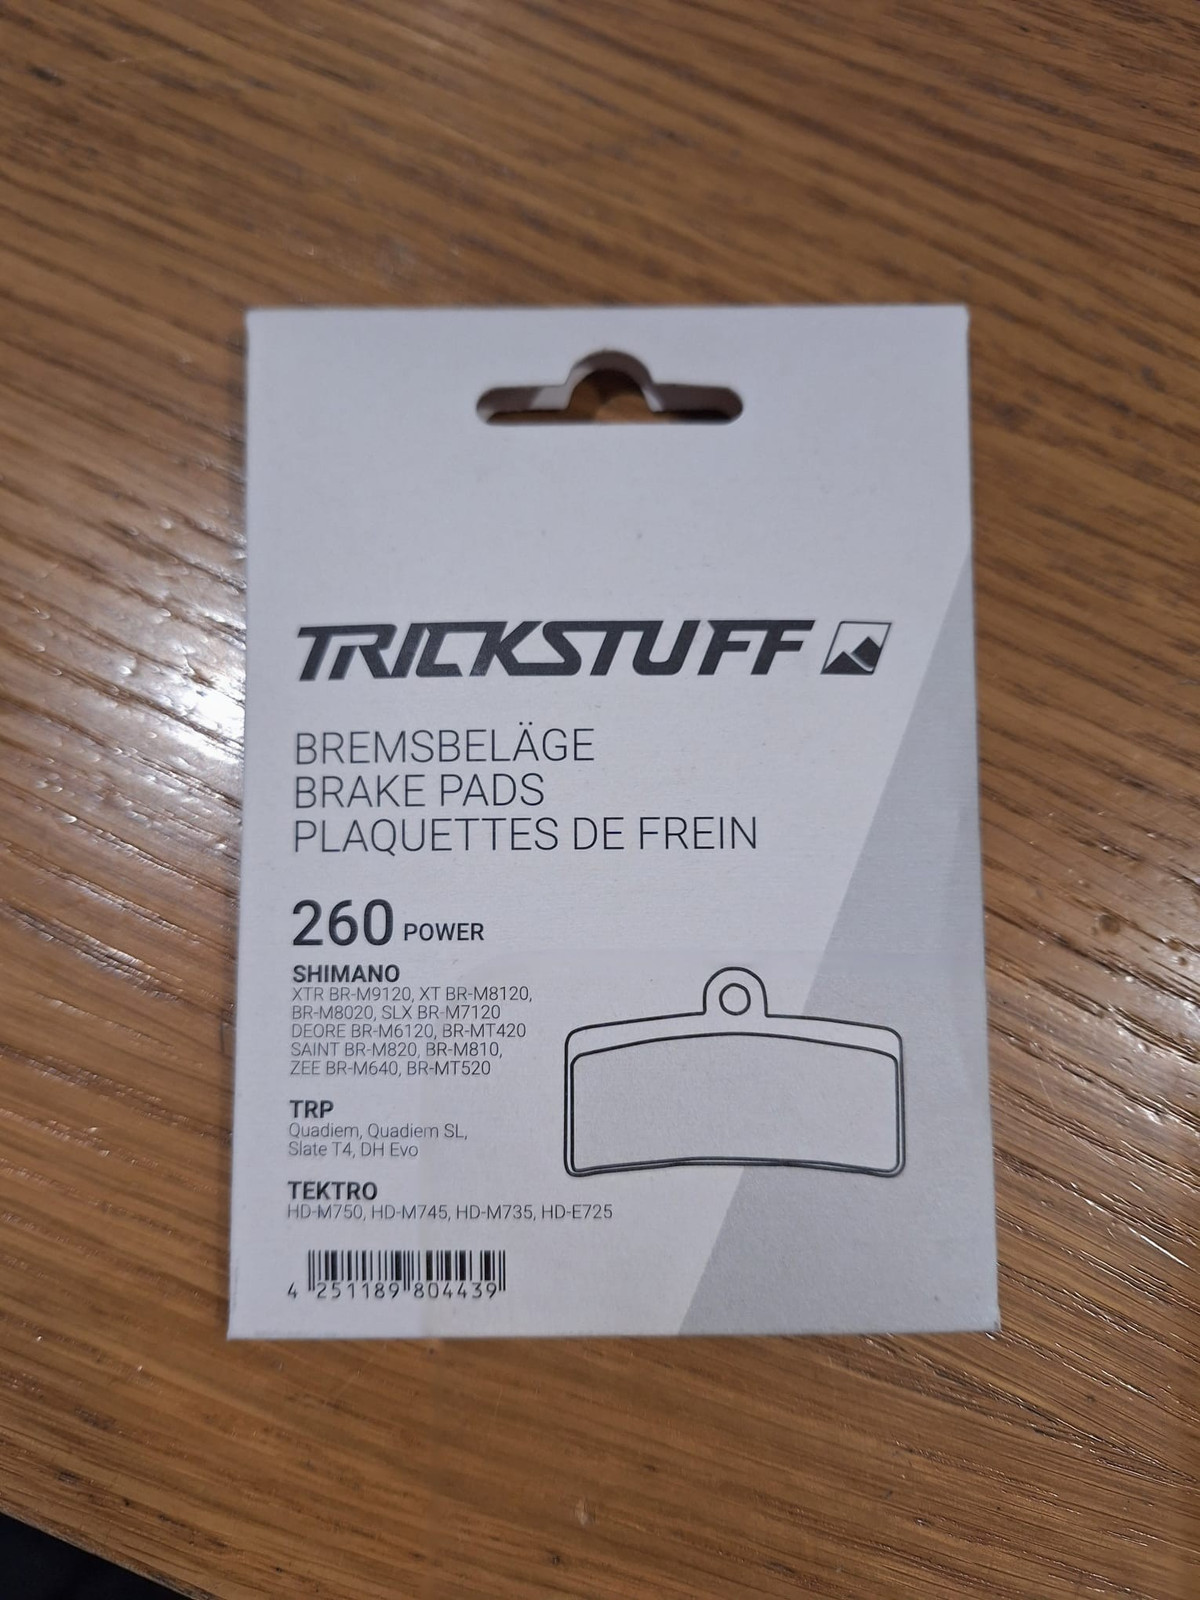 TRICKSTUFF
BREMSBELÄGE
BRAKE PADS
PLAQUETTES DE FREIN
260 POWER
SHIMANO
XTR BR-M9120, XT BR-M8120,
BR-M8020, SLX BR-M7120
DEORE BR-M6120, BR-MT420
SAINT BR-M820, BR-M810,
ZEE BR-M640, BR-MT520
TRP
Quadiem, Quadiem SL,
Slate T4, DH Evo
TEKTRO
HD-M750, HD-M745, HD-M735, HD-E725
4 251189 804439